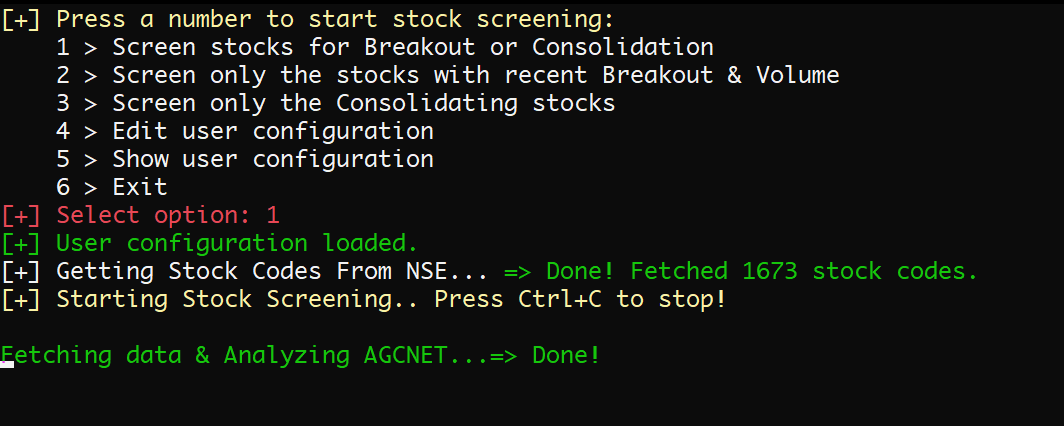 [+] Press a number to start stock screening:
    1 > Screen stocks for Breakout or Consolidation
    2 > Screen only the stocks with recent Breakout & Volume
    3 > Screen only the Consolidating stocks
    4 > Edit user configuration
    5 > Show user configuration
    6 > Exit
[+] Select option: 1
[+] User configuration loaded.
[+] Getting Stock Codes From NSE... => Done! Fetched 1673 stock codes.
[+] Starting Stock Screening.. Press Ctrl+C to stop!
Fetching data & Analyzing AGCNET...=> Done!